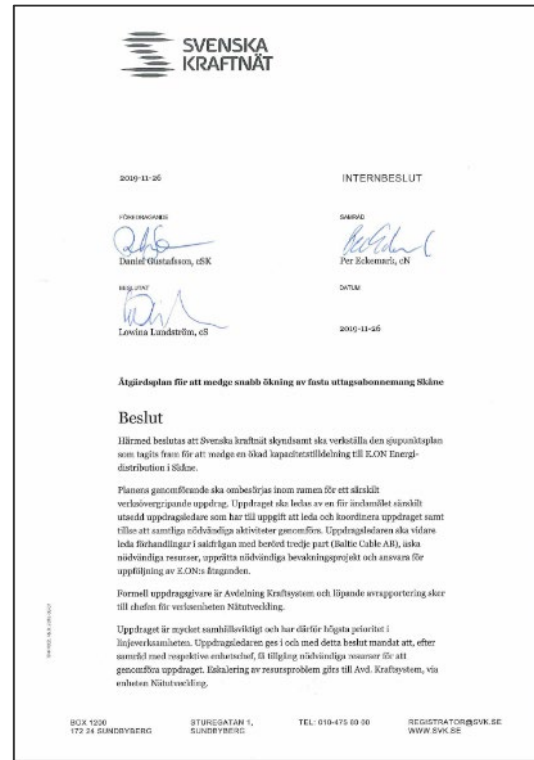 SVENSKA
KRAFTNÄT
2019-11-26
INTERNBESLUT
FÖREDRAGANDE
SAMRÅD
Daniel Gustafsson, cSK
Per Eckemark, cN
BESLUTAT
DATUM
Lowina Lundström, cS
2019-11-26
Åtgärdsplan för att medge snabb ökning av fasta uttagsabonnemang Skåne
Beslut
Härmed beslutas att Svenska kraftnät skyndsamt ska verkställa den sjupunktsplan
som tagits fram för att medge en ökad kapacitetstilldelning till E.ON Energi-
distribution i Skåne.
Planens genomförande ska ombesörjas inom ramen för ett särskilt
verksövergripande uppdrag. Uppdraget ska ledas av en för ändamålet särskilt
utsedd uppdragsledare som har till uppgift att leda och koordinera uppdraget samt
tillse att samtliga nödvändiga aktiviteter genomförs. Uppdragsledaren ska vidare
leda förhandlingar i sakfrågan med berörd tredje part (Baltic Cable AB), äska
nödvändiga resurser, upprätta nödvändiga bevakningsprojekt och ansvara för
uppföljning av E.ON:s åtaganden.
Formell uppdragsgivare är Avdelning Kraftsystem och löpande avrapportering sker
till chefen för verksenheten Nätutveckling.
Uppdraget är mycket samhällsviktigt och har därför högsta prioritet i
linjeverksamheten. Uppdragsledaren ges i och med detta beslut mandat att, efter
samråd med respektive enhetschef, få tillgång nödvändiga resurser för att
genomföra uppdraget. Eskalering av resursproblem görs till Avd. Kraftsystem, via
enheten Nätutveckling.
BOX 1200
172 24 SUNDBYBERG
STUREGATAN 1,
SUNDBYBERG
TEL: 010-475 80 00
REGISTRATOR@SVK.SE
WWW.SVK.SE